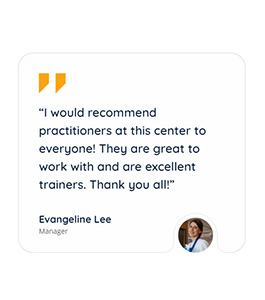 “I would recommend
practitioners at this center to
everyone! They are great to
work with and are excellent
trainers. Thank you all!”
Evangeline Lee
Manager